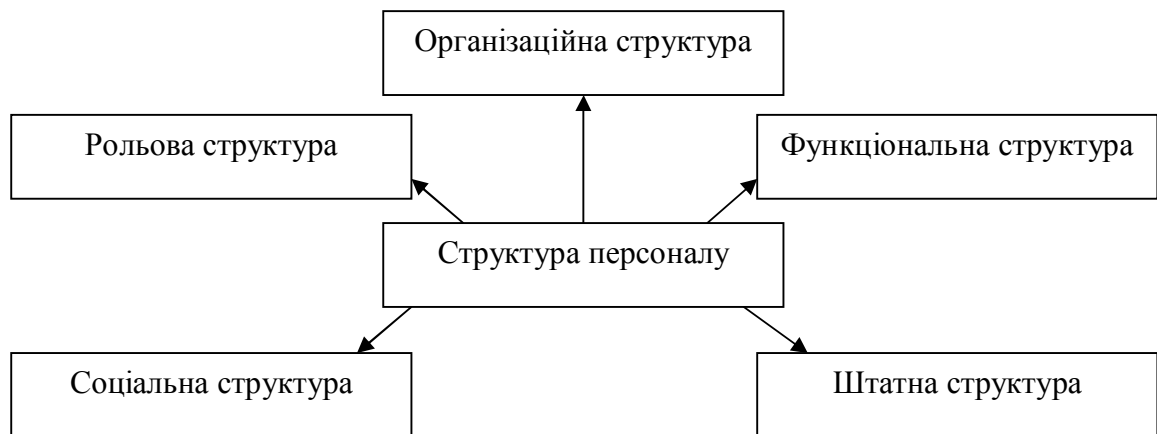 Організаційна структура
Рольова структура
Функціональна структура
Структура персоналу
Соціальна структура
Штатна структура